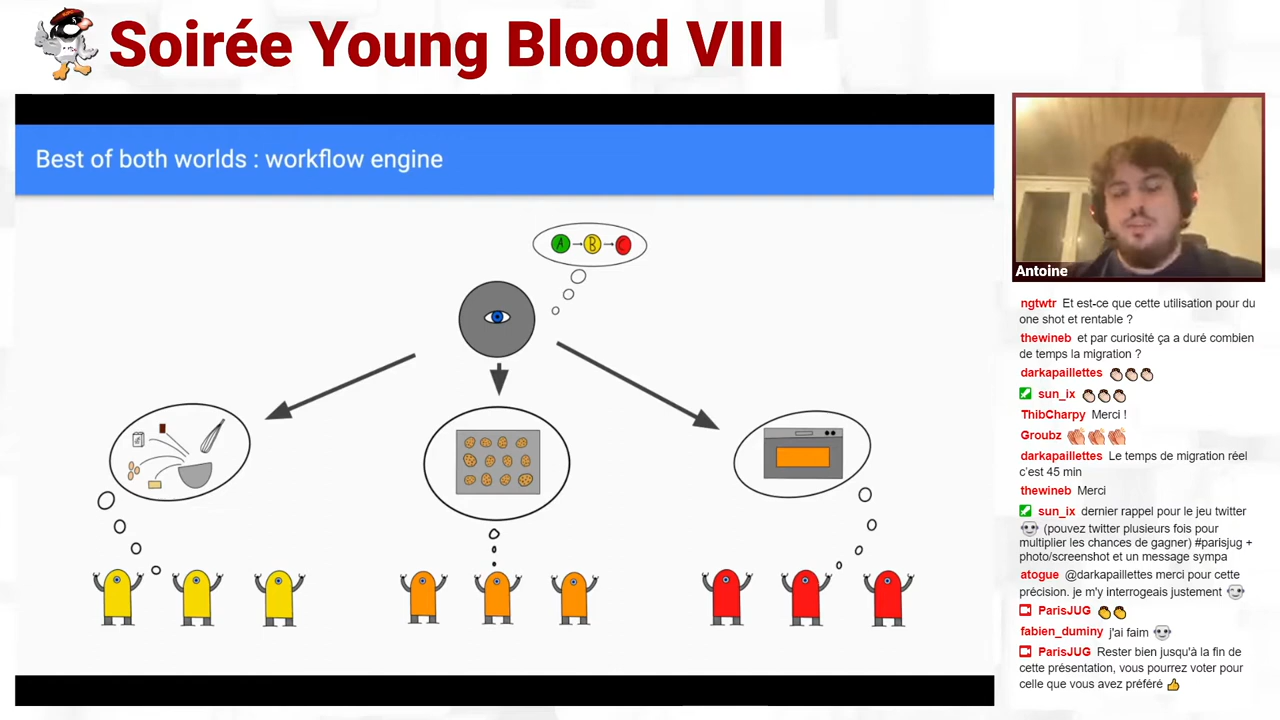 Soirée Young Blood VIII
Best of both worlds : workflow engine
A B C
Antoine
ngtwtr Et est-ce que cette utilisation pour du
one shot et rentable ?
thewineb et par curiosité ça a duré combien
de temps la migration ?
darkapaillettes
sun_ix
ThibCharpy Merci !
Groubz
darkapaillettes Le temps de migration réel
c'est 45 min
thewineb Merci
sun_ix dernier rappel pour le jeu twitter
(pouvez twitter plusieurs fois pour
multiplier les chances de gagner) #parisjug +
photo/screenshot et un message sympa
atogue @darkapaillettes merci pour cette
précision. je m'y interrogeais justement
ParisJUG
fabien_duminy j'ai faim
ParisJUG Rester bien jusqu'à la fin de
cette présentation, vous pourrez voter pour
celle que vous avez préféré